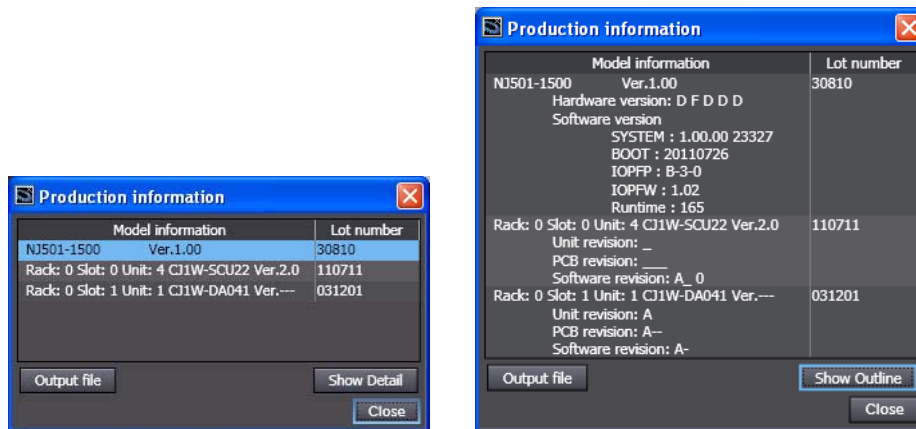 Production information
Model information Lot number
NJ501-1500 Ver.1.00 30810
Rack: 0 Slot: 0 Unit: 4 CJ1W-SCU22 Ver.2.0 110711
Rack: 0 Slot: 1 Unit: 1 CJ1W-DA041 Ver.--- 031201
Output file Show Detail
Close
Production information
Model information Lot number
NJ501-1500 Ver.1.00 30810
Hardware version: D F D D D
Software version
SYSTEM : 1.00.00 23327
BOOT : 20110726
IOPFP : B-3-0
IOPFW : 1.02
Runtime : 165
Rack: 0 Slot: 0 Unit: 4 CJ1W-SCU22 Ver.2.0 110711
Unit revision: _
PCB revision: ___
Software revision: A_ 0
Rack: 0 Slot: 1 Unit: 1 CJ1W-DA041 Ver.--- 031201
Unit revision: A
PCB revision: A--
Software revision: A-
Output file Show Outline
Close